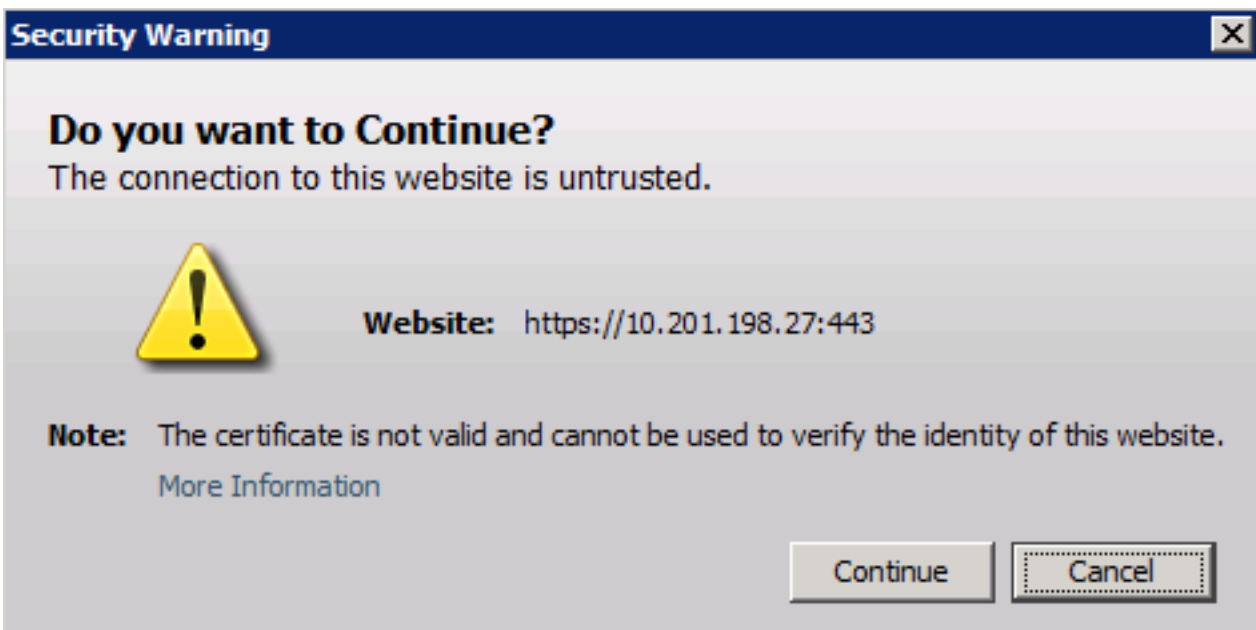 Security Warning
Do you want to Continue?
The connection to this website is untrusted.
Website: https://10.201.198.27:443
Note: The certificate is not valid and cannot be used to verify the identity of this website.
More Information
Continue Cancel